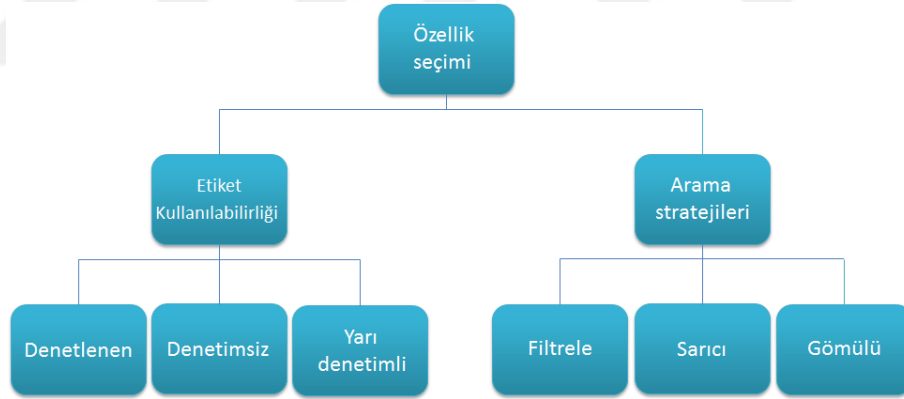 Özellik
seçimi
Etiket
Kullanılabilirliği
Arama
stratejileri
Denetlenen
Denetimsiz
Yarı
denetimli
Filtrele
Sarıcı
Gömülü